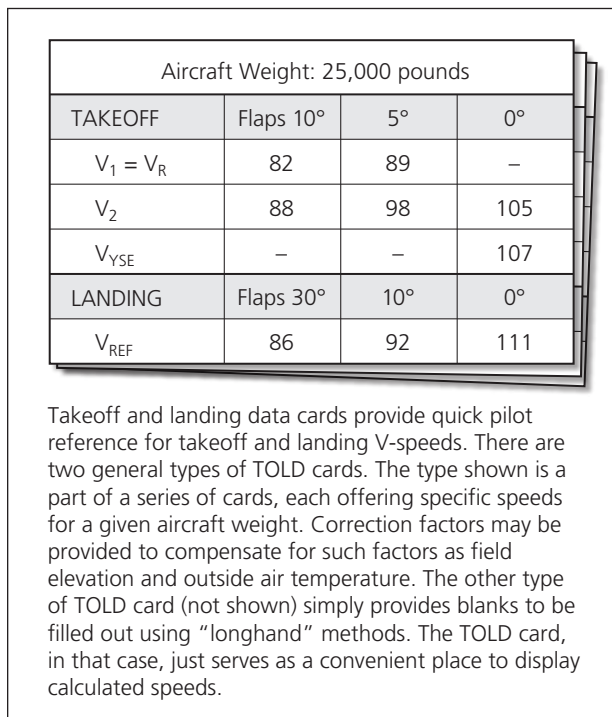 Aircraft Weight: 25,000 pounds
TAKEOFF Flaps 10° 5° 0°
V₁ = V_R 82 89 –
V₂ 88 98 105
V_YSE – – 107
LANDING Flaps 30° 10° 0°
V_REF 86 92 111
Takeoff and landing data cards provide quick pilot
reference for takeoff and landing V-speeds. There are
two general types of TOLD cards. The type shown is a
part of a series of cards, each offering specific speeds
for a given aircraft weight. Correction factors may be
provided to compensate for such factors as field
elevation and outside air temperature. The other type
of TOLD card (not shown) simply provides blanks to be
filled out using “longhand” methods. The TOLD card,
in that case, just serves as a convenient place to display
calculated speeds.